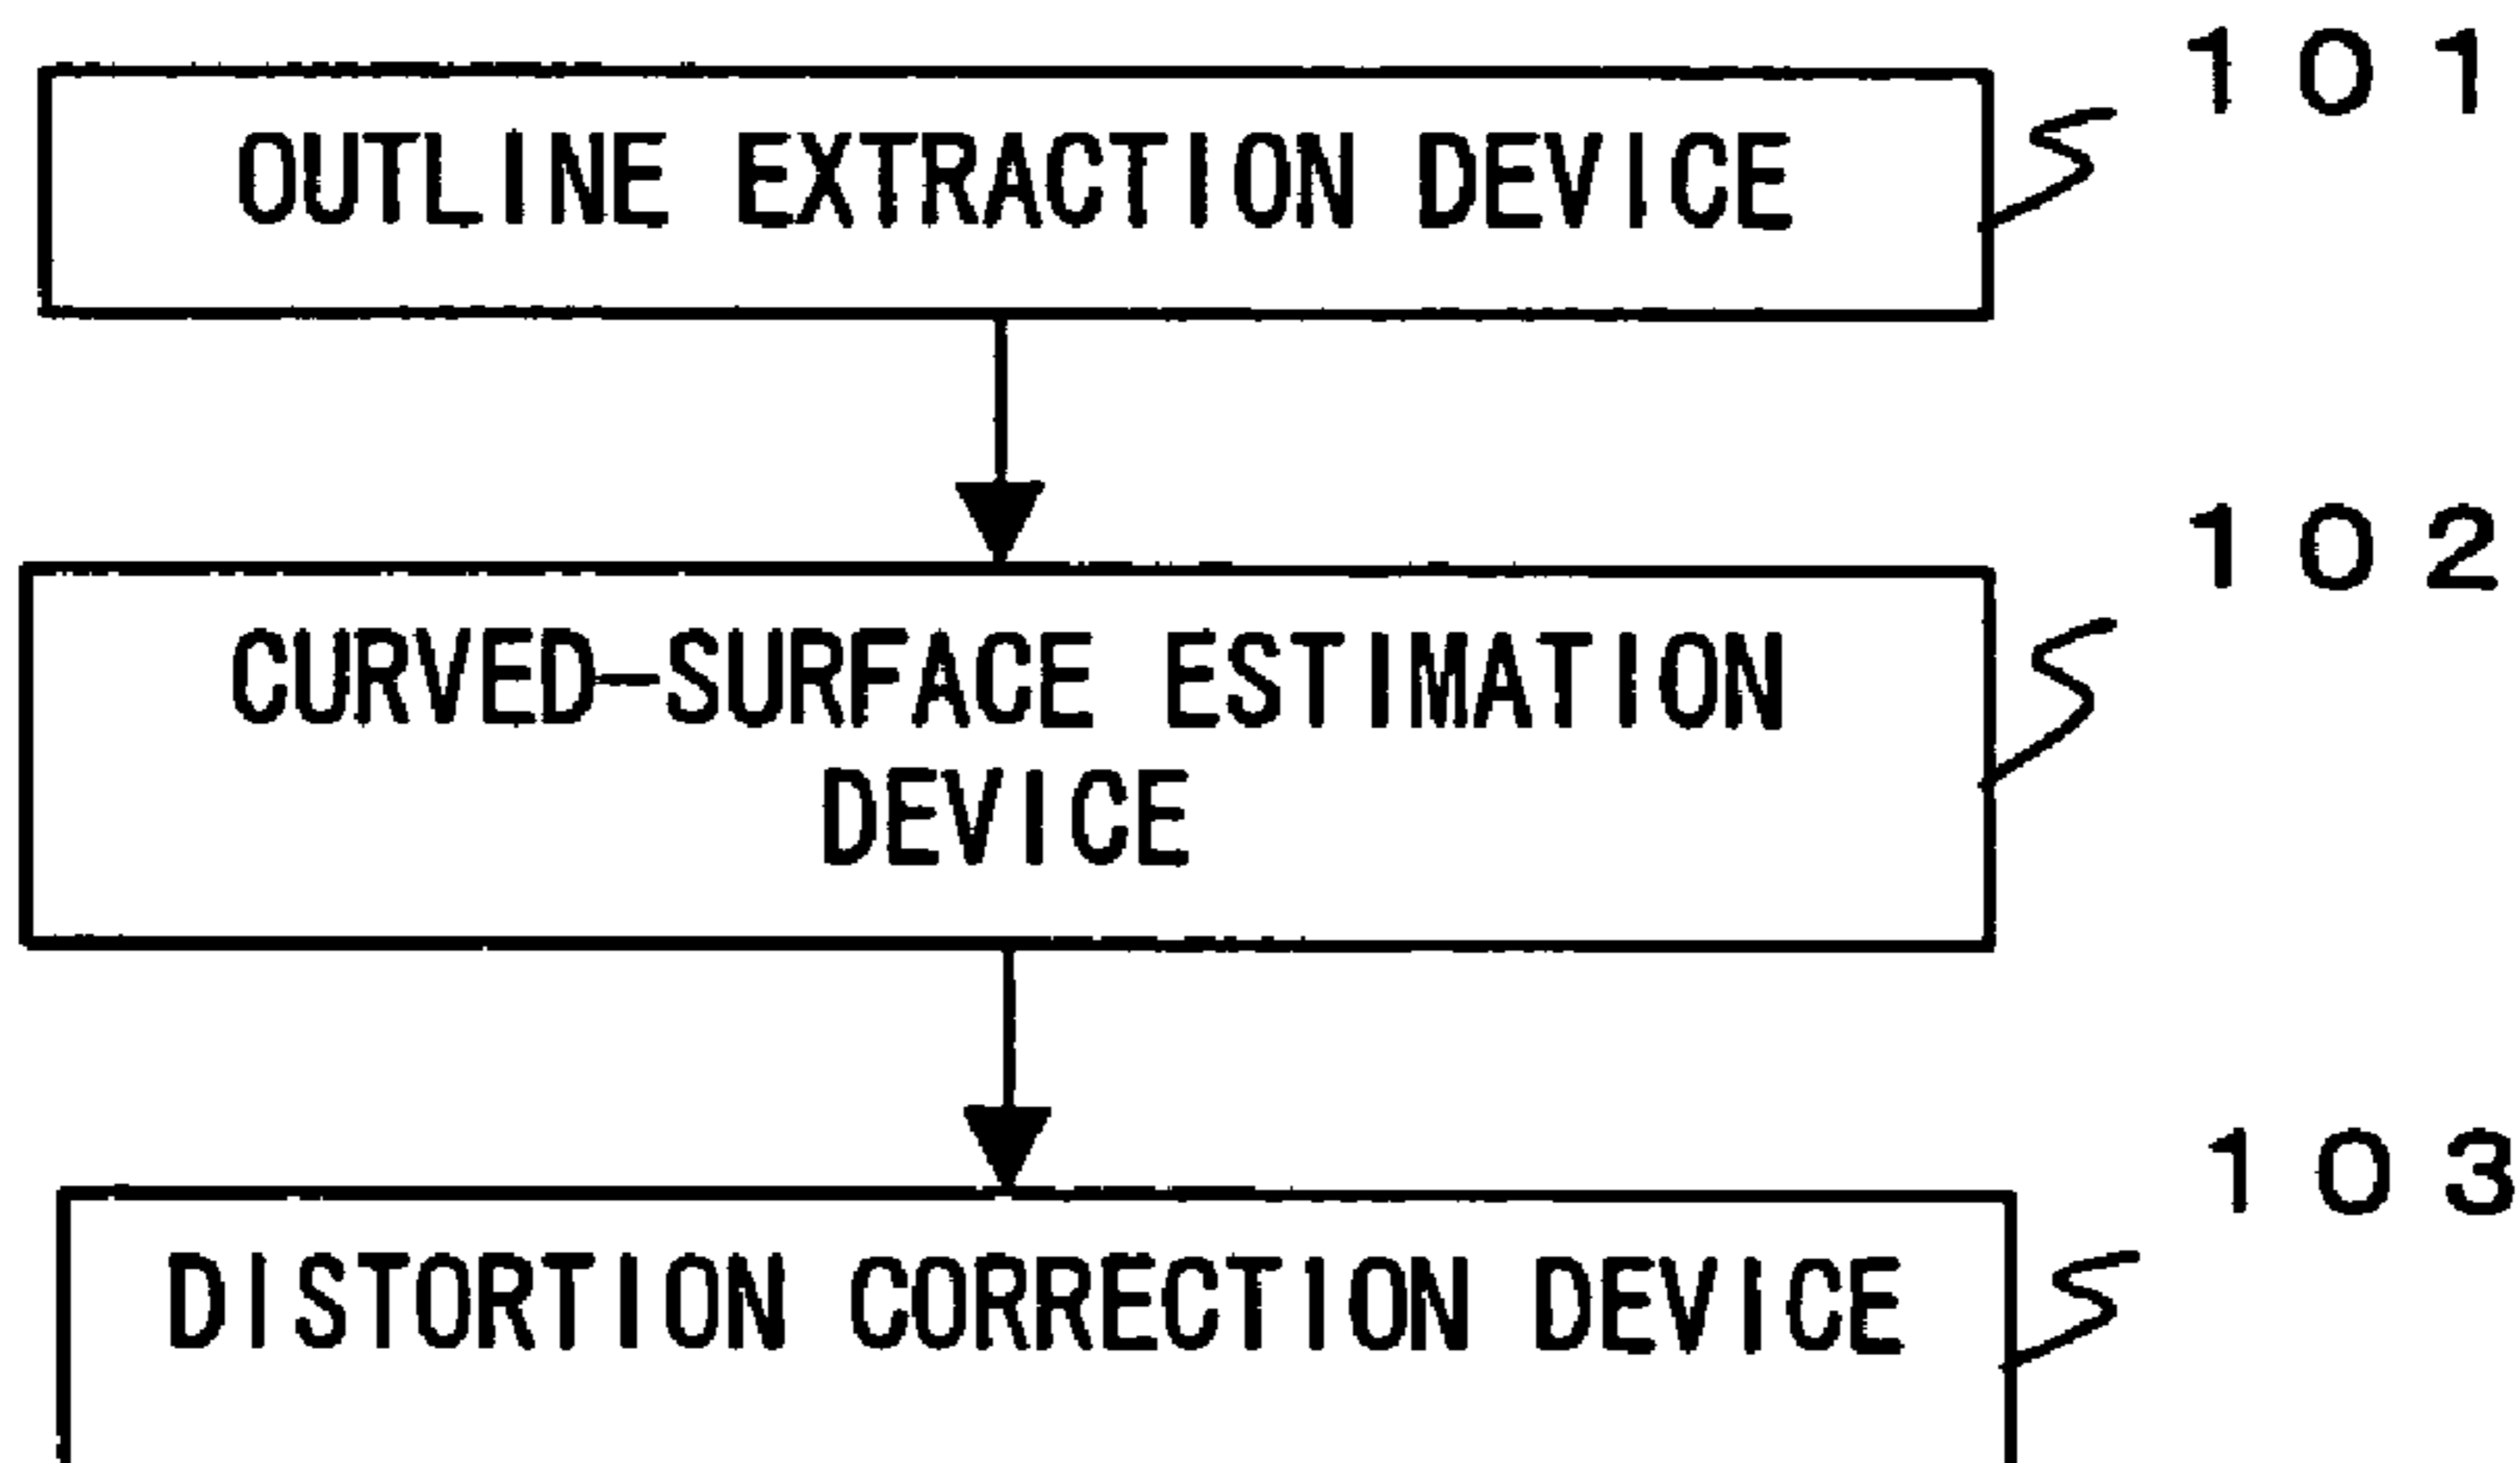 101
OUTLINE EXTRACTION DEVICE
102
CURVED-SURFACE ESTIMATION
DEVICE
103
DISTORTION CORRECTION DEVICE